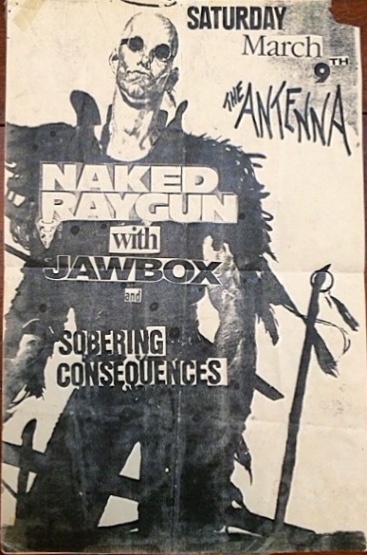 SATURDAY
March
9TH
THE ANTENNA
NAKED
RAYGUN
with
JAWBOX
and
SOBERING
CONSEQUENCES